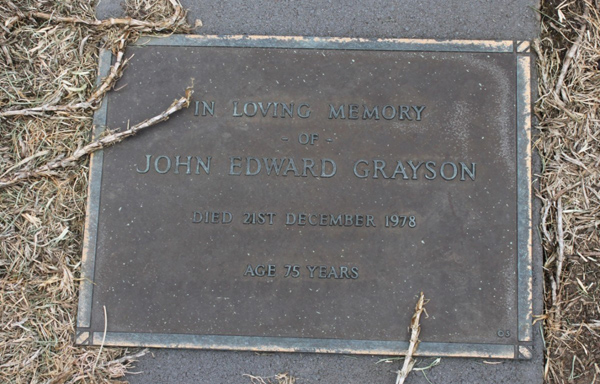 IN LOVING MEMORY
- OF -
JOHN EDWARD GRAYSON
DIED 21ST DECEMBER 1978
AGE 75 YEARS